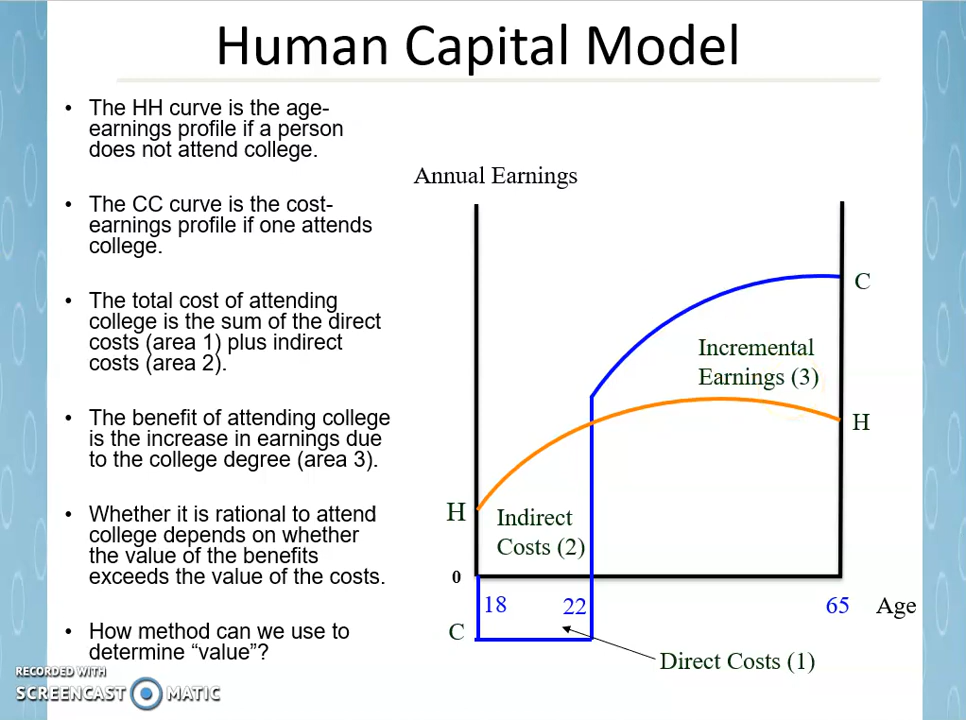 Human Capital Model
• The HH curve is the age-
earnings profile if a person
does not attend college.
• The CC curve is the cost-
earnings profile if one attends
college.
• The total cost of attending
college is the sum of the direct
costs (area 1) plus indirect
costs (area 2).
• The benefit of attending college
is the increase in earnings due
to the college degree (area 3).
• Whether it is rational to attend
college depends on whether
the value of the benefits
exceeds the value of the costs.
• How method can we use to
determine “value”?
Annual Earnings
C
Incremental
Earnings (3)
H
H
Indirect
Costs (2)
0
18
22
65
Age
C
Direct Costs (1)
RECORDED WITH
SCREENCAST MATIC